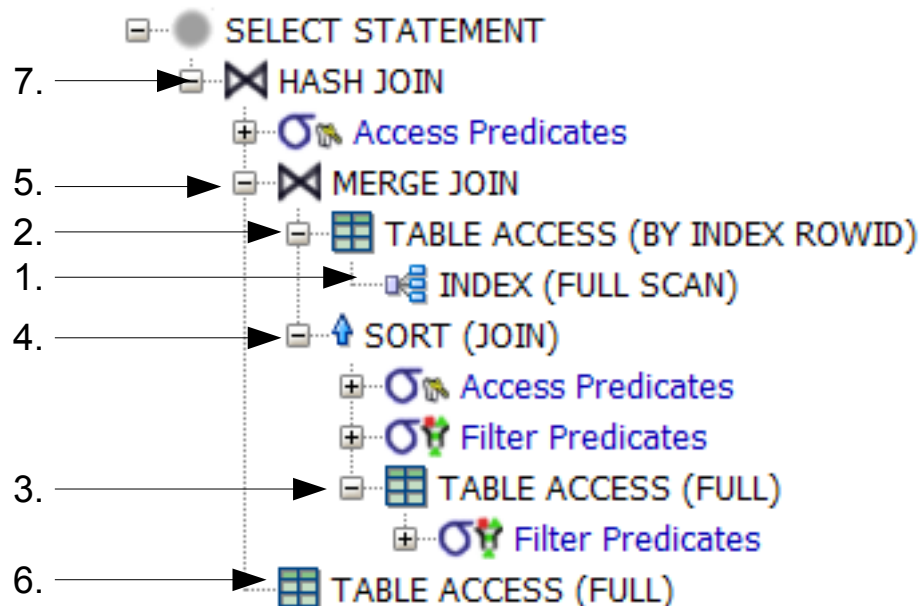 SELECT STATEMENT
7. HASH JOIN
Access Predicates
5. MERGE JOIN
2. TABLE ACCESS (BY INDEX ROWID)
1. INDEX (FULL SCAN)
4. SORT (JOIN)
Access Predicates
Filter Predicates
3. TABLE ACCESS (FULL)
Filter Predicates
6. TABLE ACCESS (FULL)